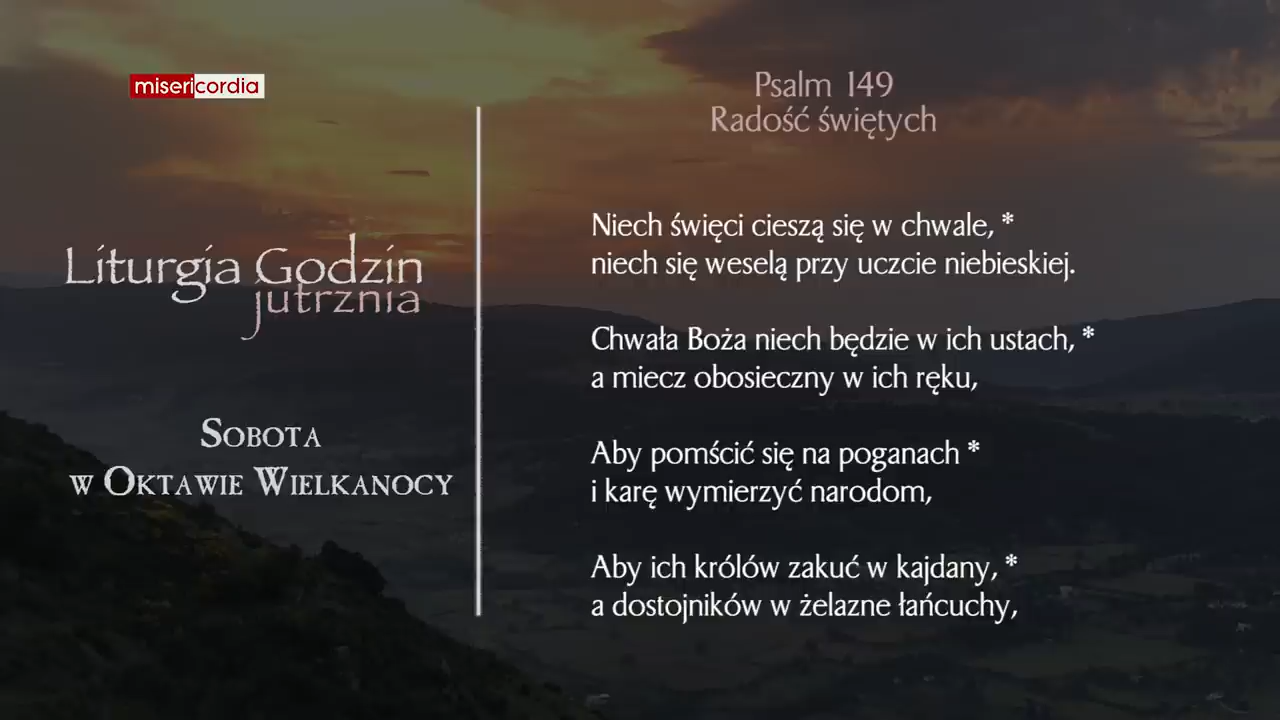 misericordia
Liturgia Godzin
jutrznia
Sobota
w Oktawie Wielkanocy
Psalm 149
Radość świętych
Niech święci cieszą się w chwale, *
niech się weselą przy uczcie niebieskiej.
Chwała Boża niech będzie w ich ustach, *
a miecz obosieczny w ich ręku,
Aby pomścić się na poganach *
i karę wymierzyć narodom,
Aby ich królów zakuć w kajdany, *
a dostojników w żelazne łańcuchy,